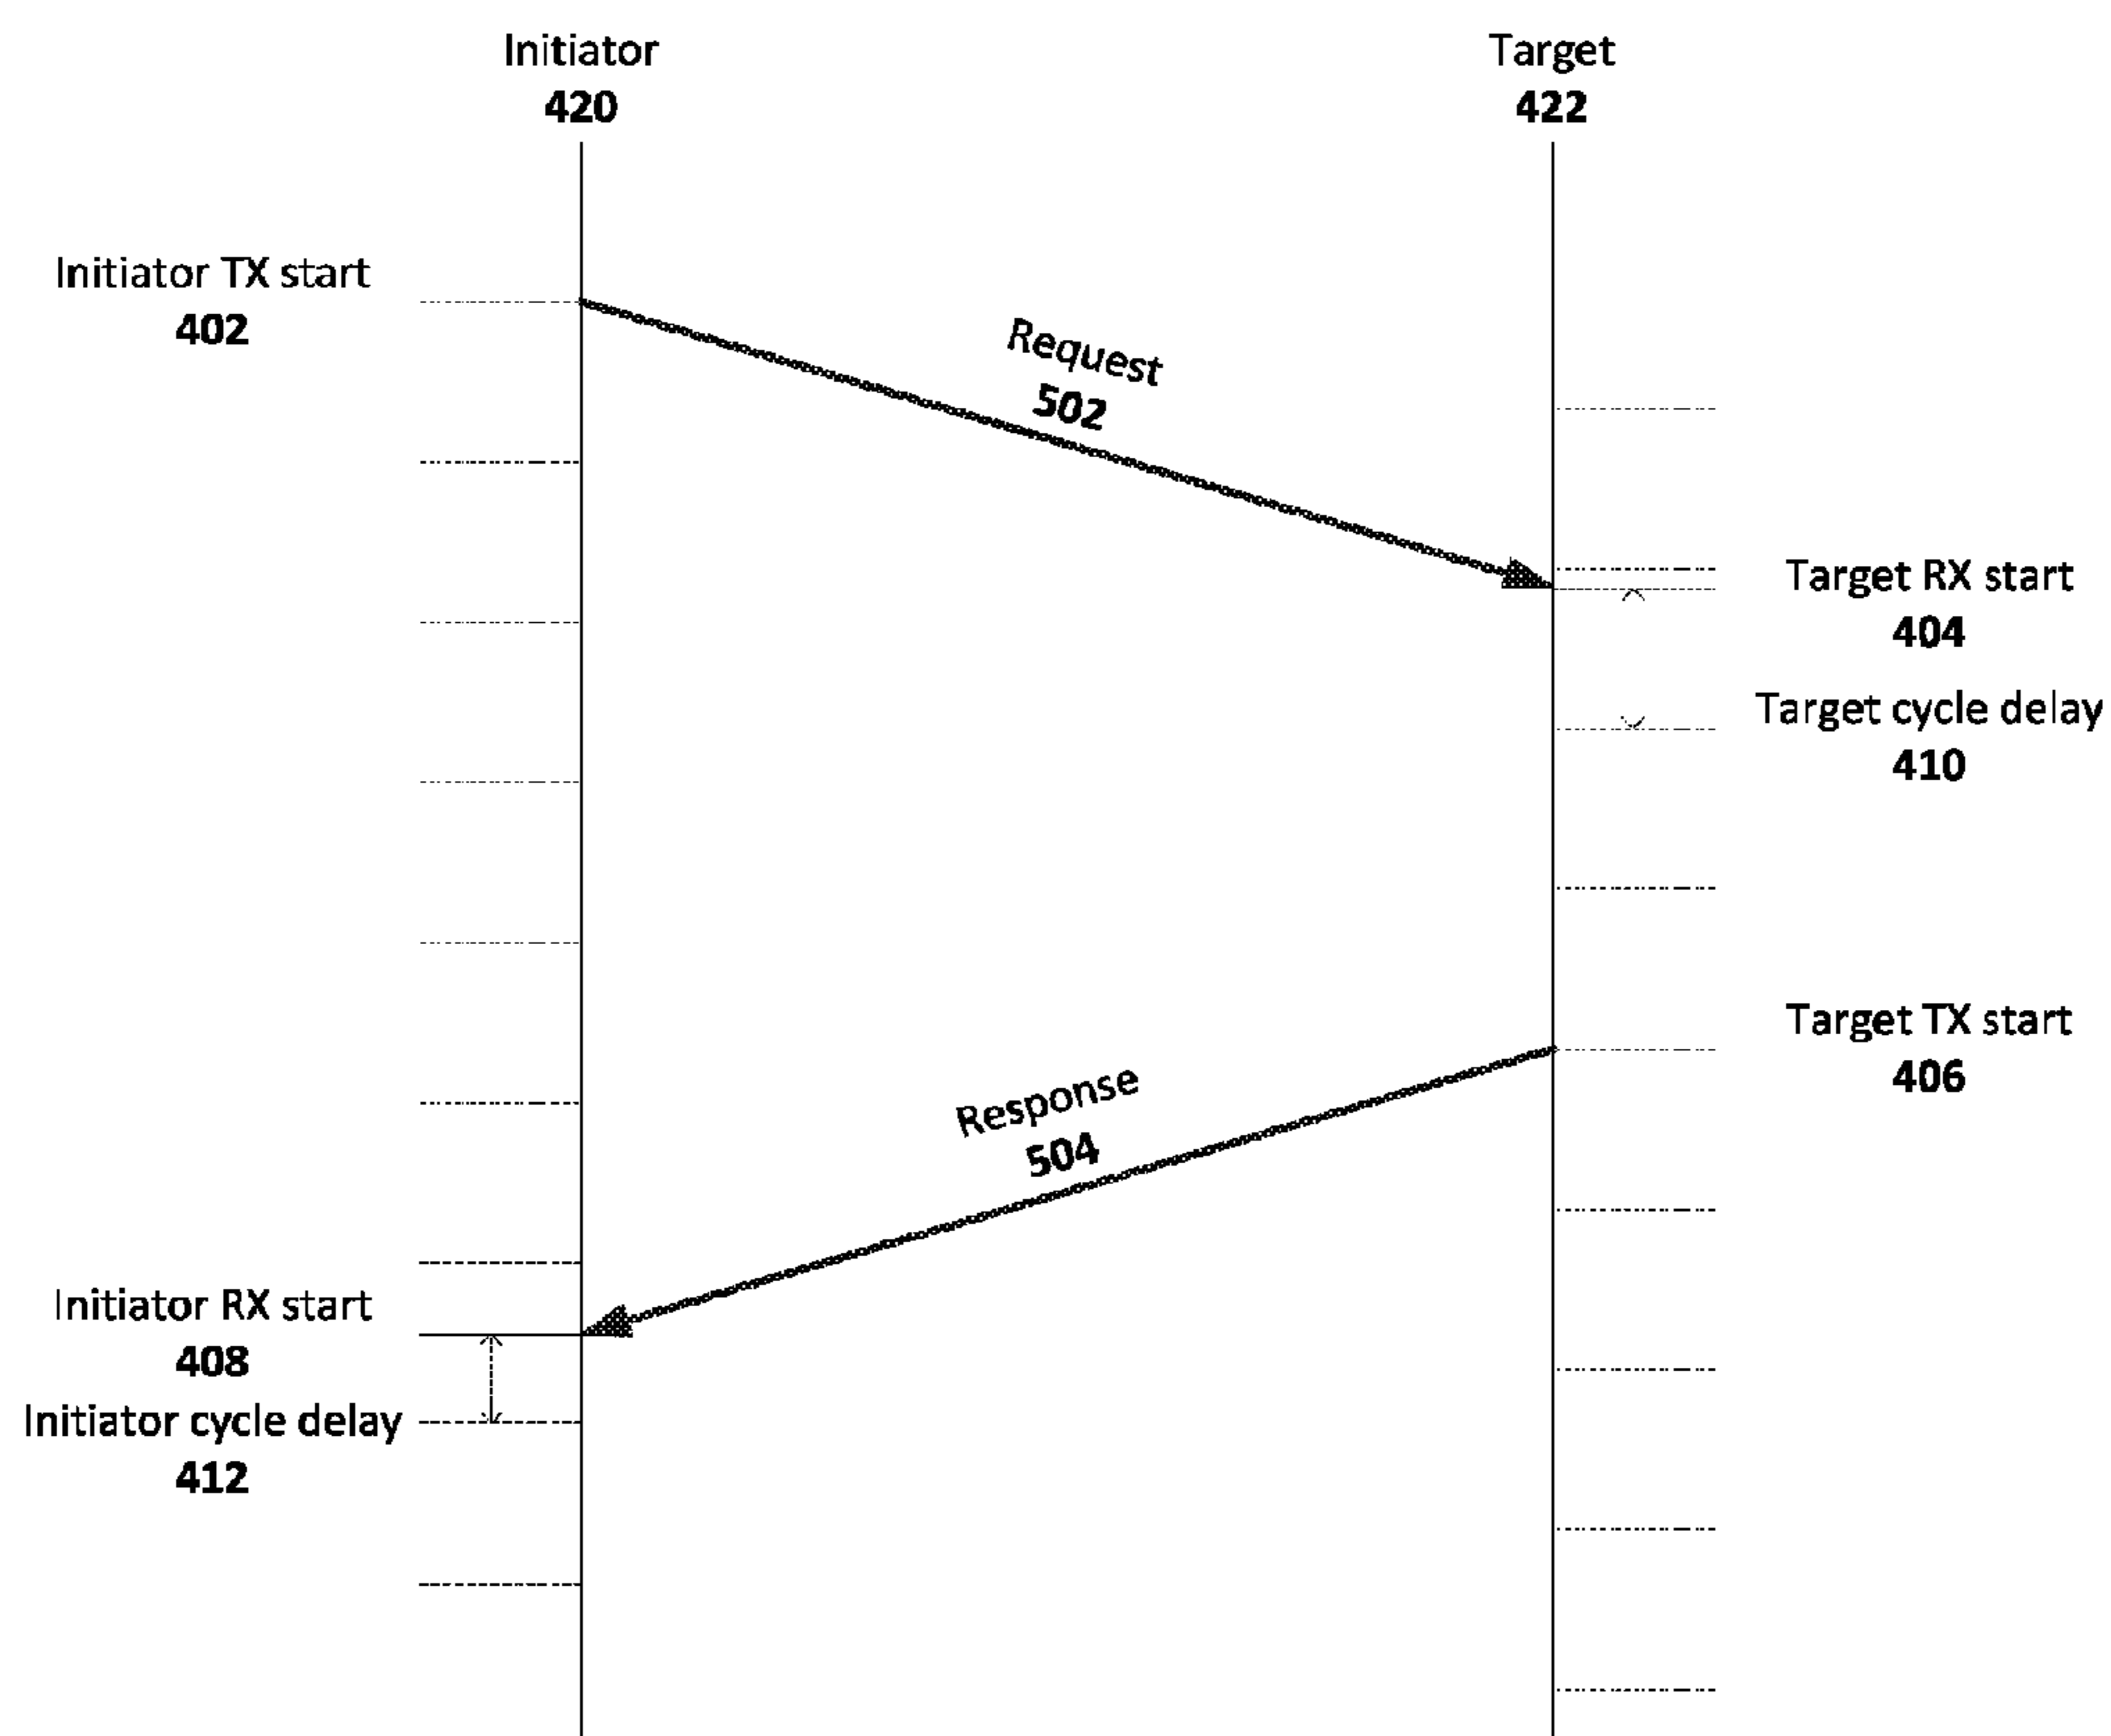 Initiator
420
Target
422
Initiator TX start
402
Request
502
Target RX start
404
Target cycle delay
410
Target TX start
406
Response
504
Initiator RX start
408
Initiator cycle delay
412